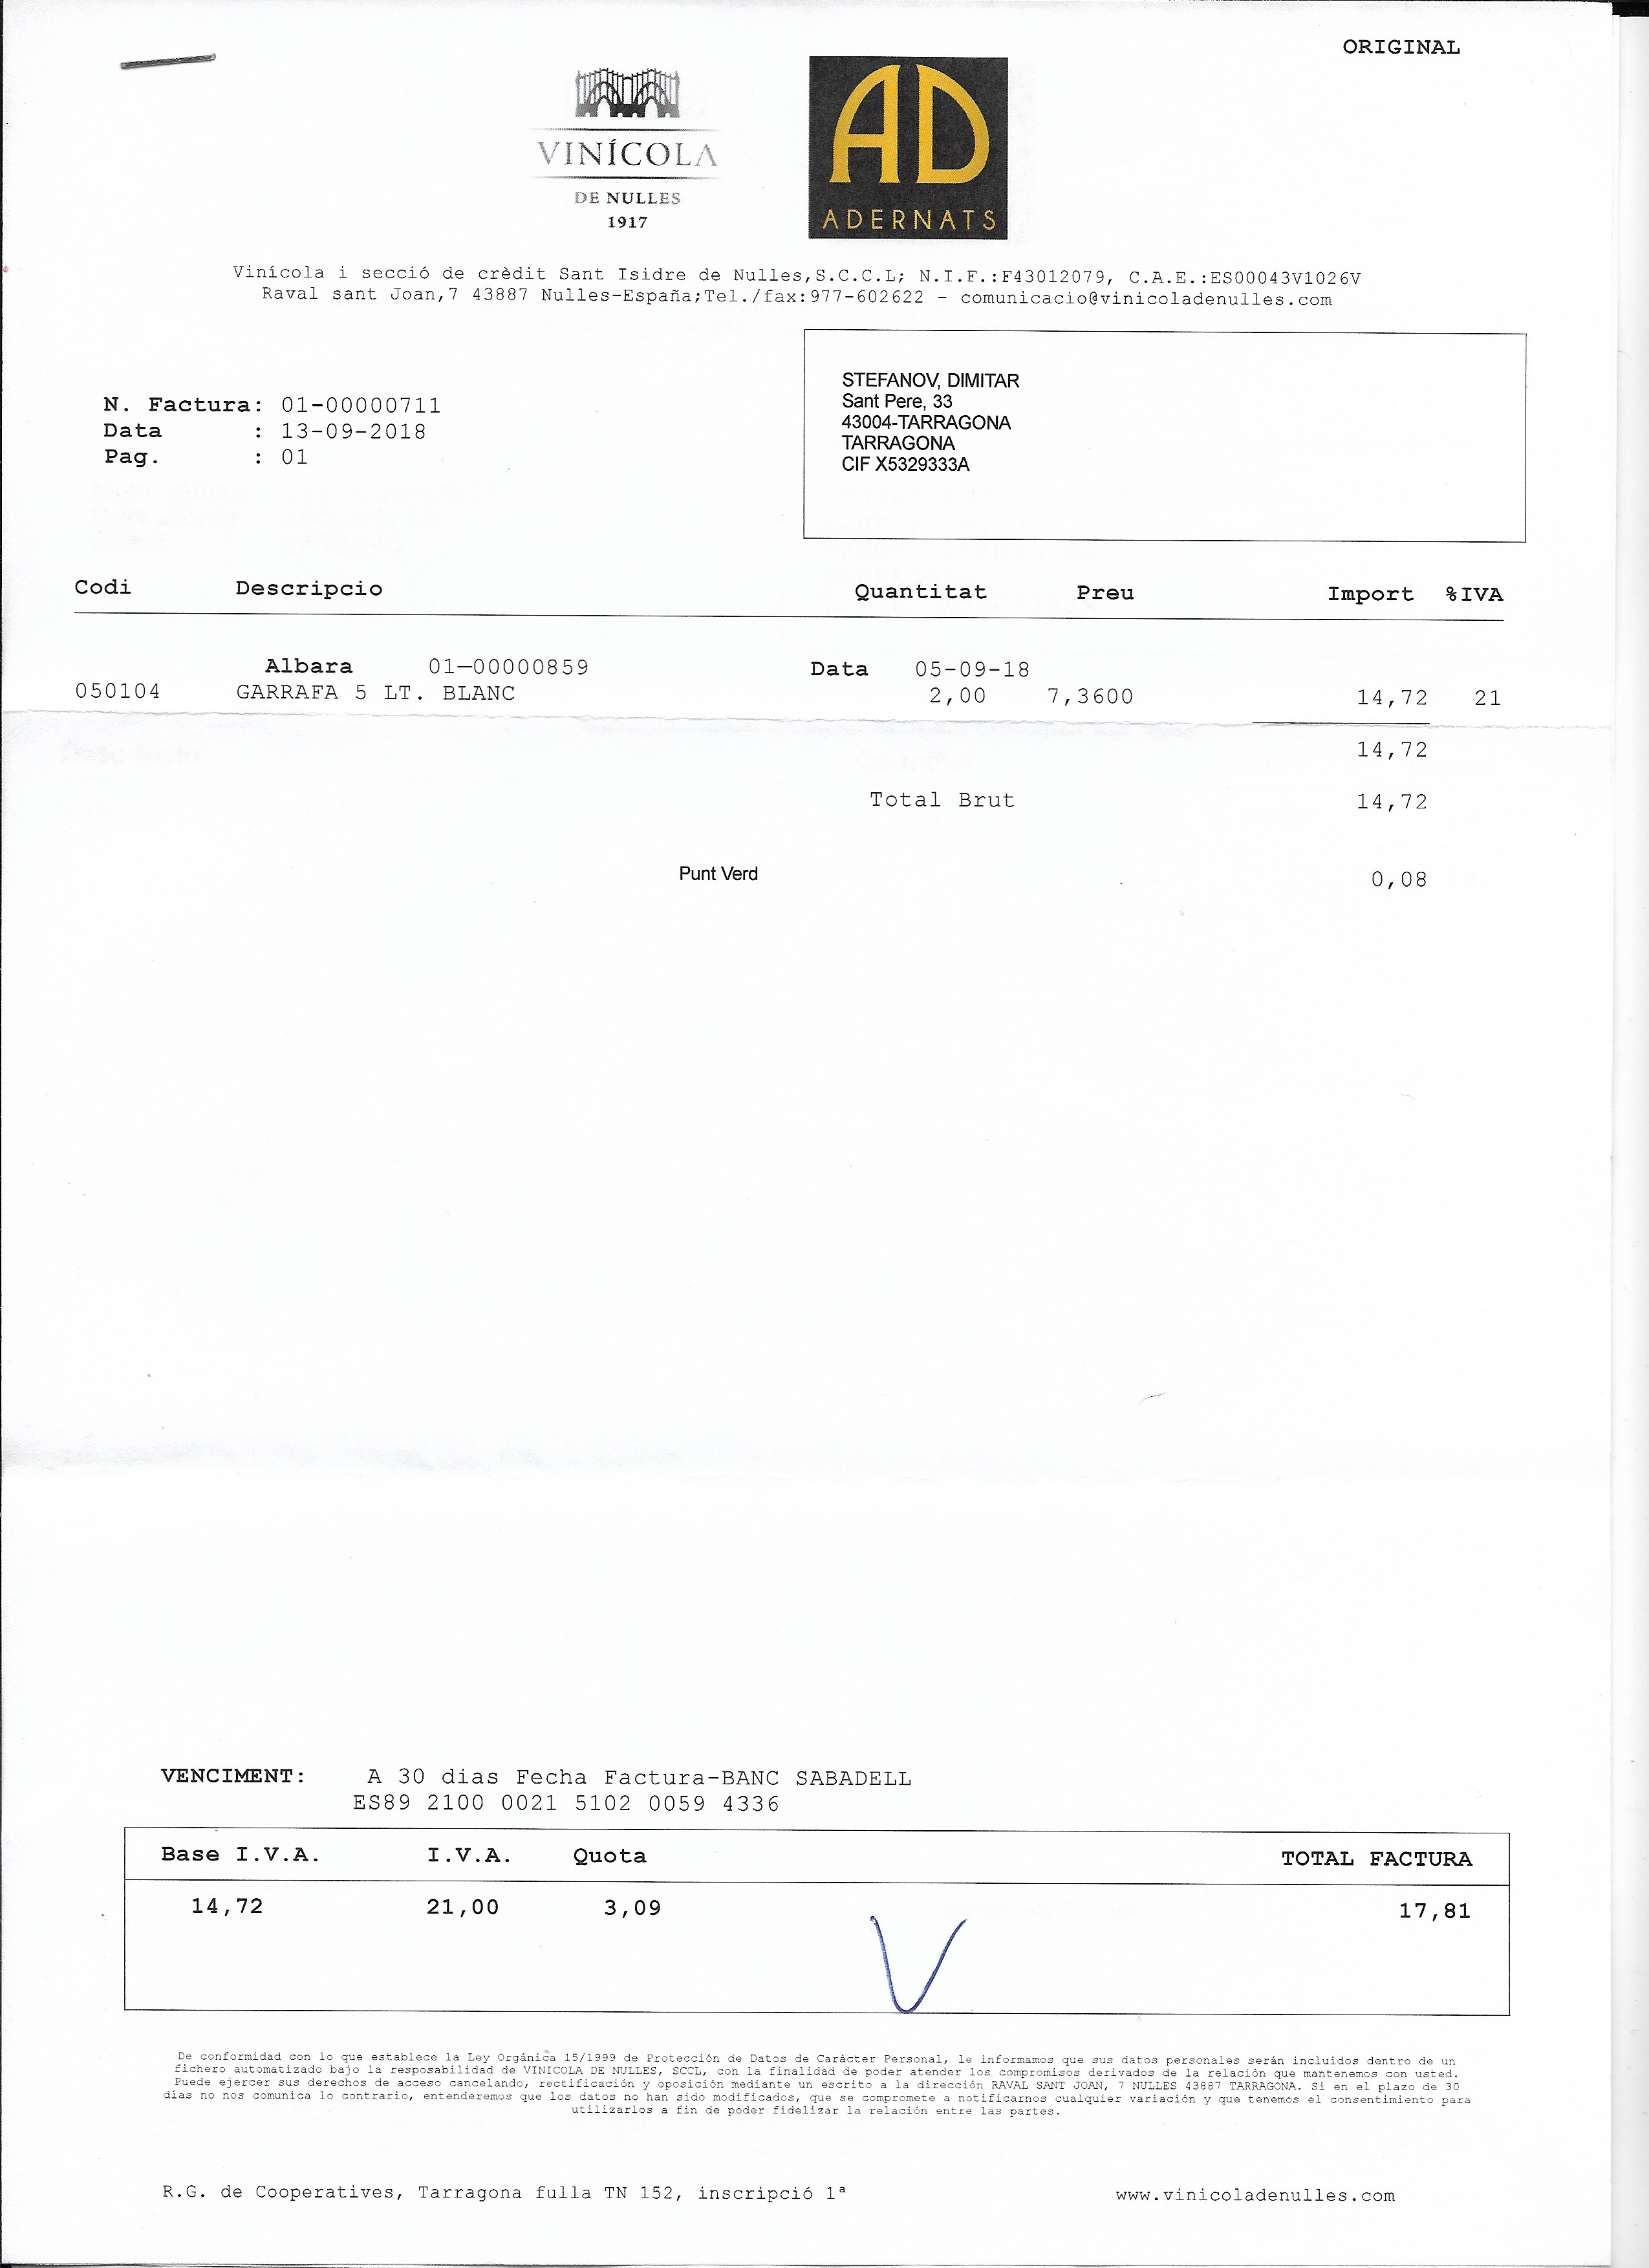 ORIGINAL
VINÍCOLA
DE NULLES
1917
AD
ADERNATS
Vinícola i secció de crèdit Sant Isidre de Nulles,S.C.C.L; N.I.F.:F43012079, C.A.E.:ES00043V1026V
Raval sant Joan,7 43887 Nulles-España;Tel./fax:977-602622 - comunicacio@vinicoladenulles.com
STEFANOV, DIMITAR
Sant Pere, 33
43004-TARRAGONA
TARRAGONA
CIF X5329333A
N. Factura: 01-00000711
Data : 13-09-2018
Pag. : 01
Codi Descripcio Quantitat Preu Import %IVA
Albara 01—00000859 Data 05-09-18
050104 GARRAFA 5 LT. BLANC 2,00 7,3600 14,72 21
14,72
Total Brut 14,72
Punt Verd 0,08
VENCIMENT: A 30 dias Fecha Factura-BANC SABADELL
ES89 2100 0021 5102 0059 4336
Base I.V.A. I.V.A. Quota TOTAL FACTURA
14,72 21,00 3,09 17,81
De conformidad con lo que establece la Ley Orgánica 15/1999 de Protección de Datos de Carácter Personal, le informamos que sus datos personales serán incluidos dentro de un
fichero automatizado bajo la resposabilidad de VINICOLA DE NULLES, SCCL, con la finalidad de poder atender los compromisos derivados de la relación que mantenemos con usted.
Puede ejercer sus derechos de acceso cancelando, rectificación y oposición mediante un escrito a la dirección RAVAL SANT JOAN, 7 NULLES 43887 TARRAGONA. Si en el plazo de 30
días no nos comunica lo contrario, entenderemos que los datos no han sido modificados, que se compromete a notificarnos cualquier variación y que tenemos el consentimiento para
utilizarlos a fin de poder fidelizar la relación entre las partes.
R.G. de Cooperatives, Tarragona fulla TN 152, inscripció 1ª
www.vinicoladenulles.com